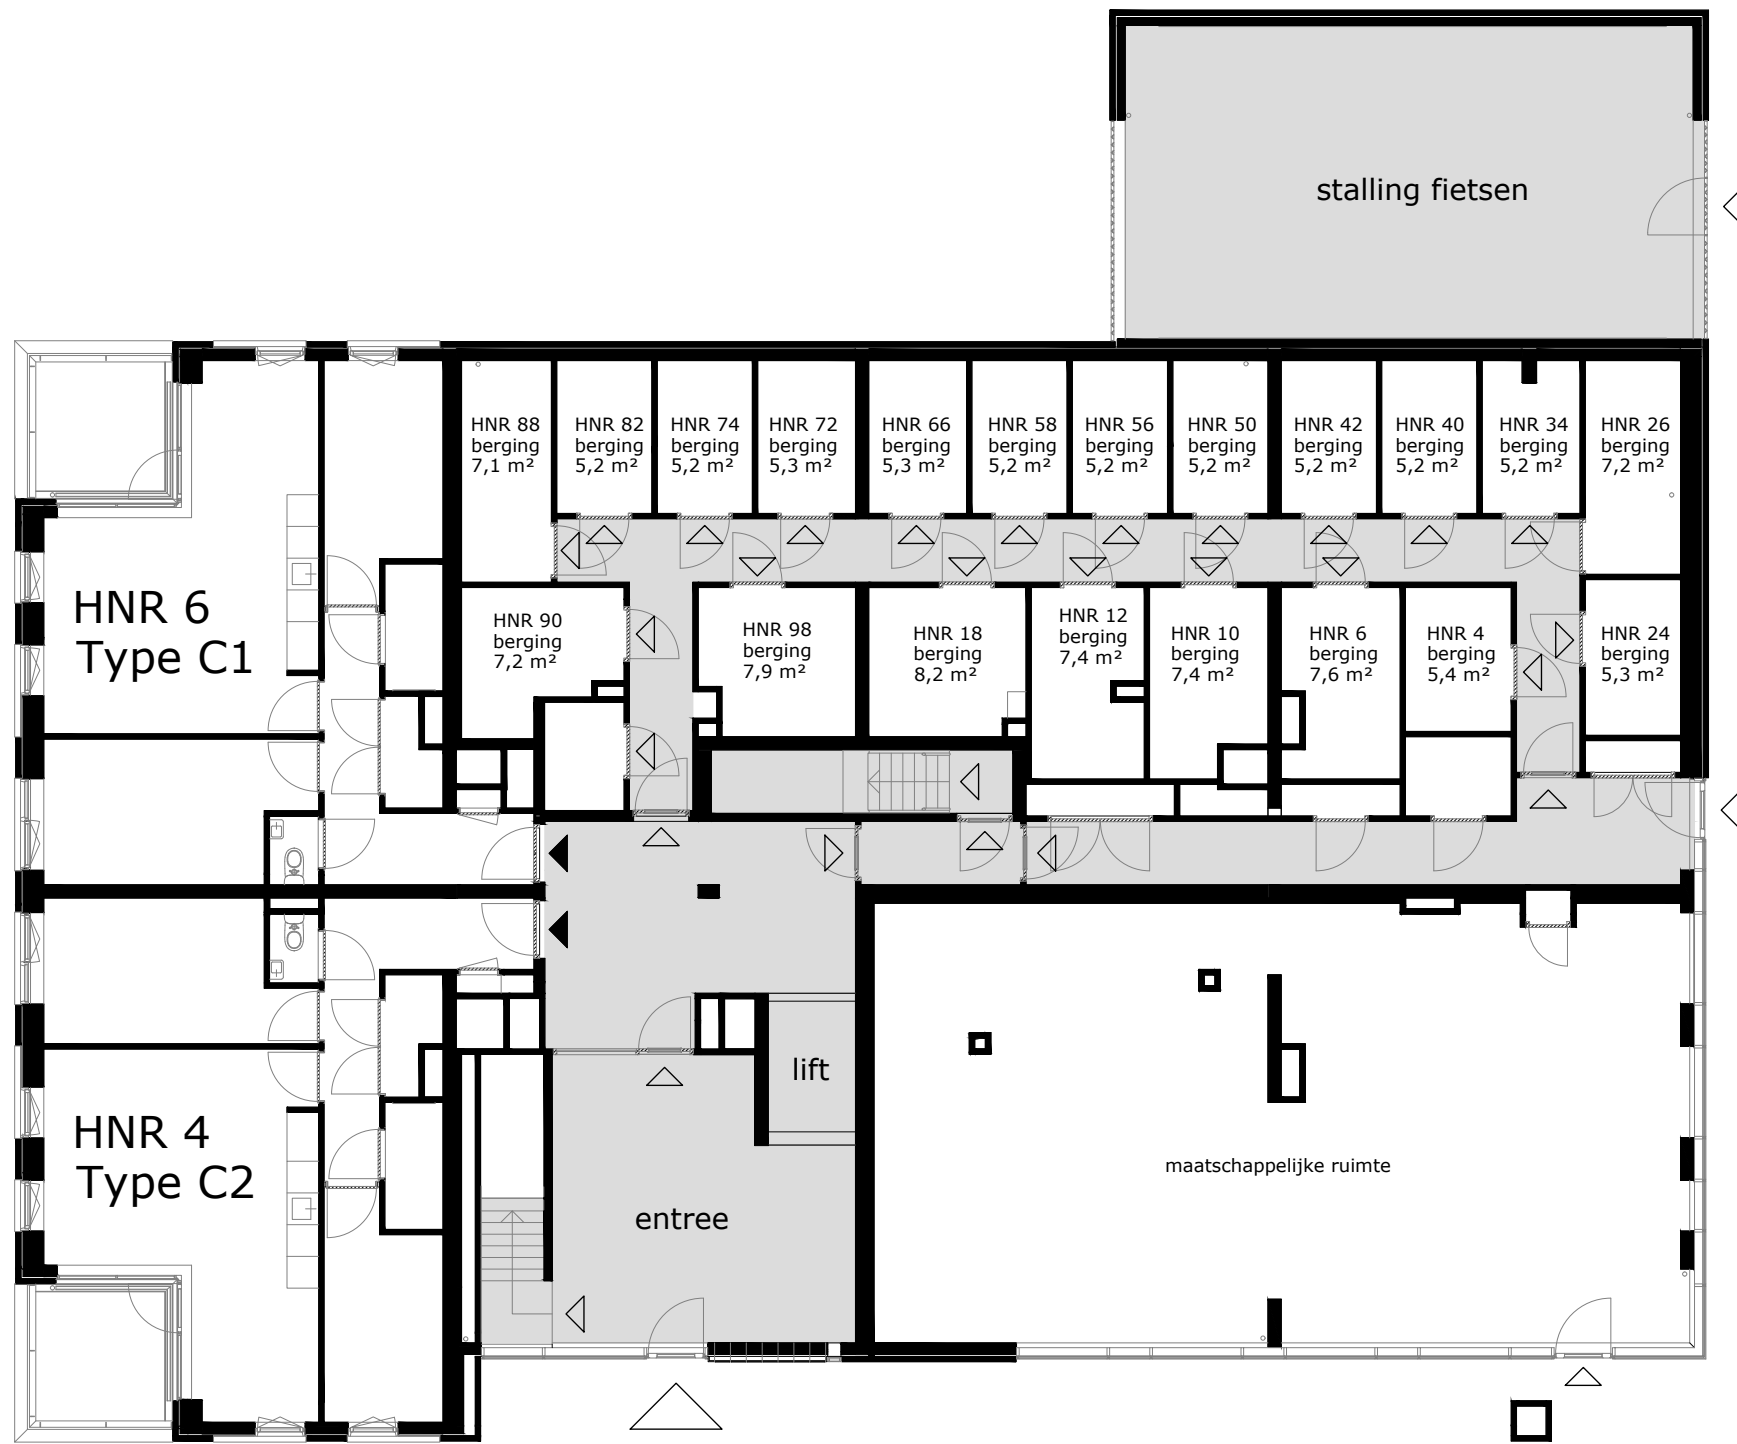 stalling fietsen
HNR 88
berging
7,1 m²
HNR 82
berging
5,2 m²
HNR 74
berging
5,2 m²
HNR 72
berging
5,3 m²
HNR 66
berging
5,3 m²
HNR 58
berging
5,2 m²
HNR 56
berging
5,2 m²
HNR 50
berging
5,2 m²
HNR 42
berging
5,2 m²
HNR 40
berging
5,2 m²
HNR 34
berging
5,2 m²
HNR 26
berging
7,2 m²
HNR 6
Type C1
HNR 90
berging
7,2 m²
HNR 98
berging
7,9 m²
HNR 18
berging
8,2 m²
HNR 12
berging
7,4 m²
HNR 10
berging
7,4 m²
HNR 6
berging
7,6 m²
HNR 4
berging
5,4 m²
HNR 24
berging
5,3 m²
lift
HNR 4
Type C2
maatschappelijke ruimte
entree